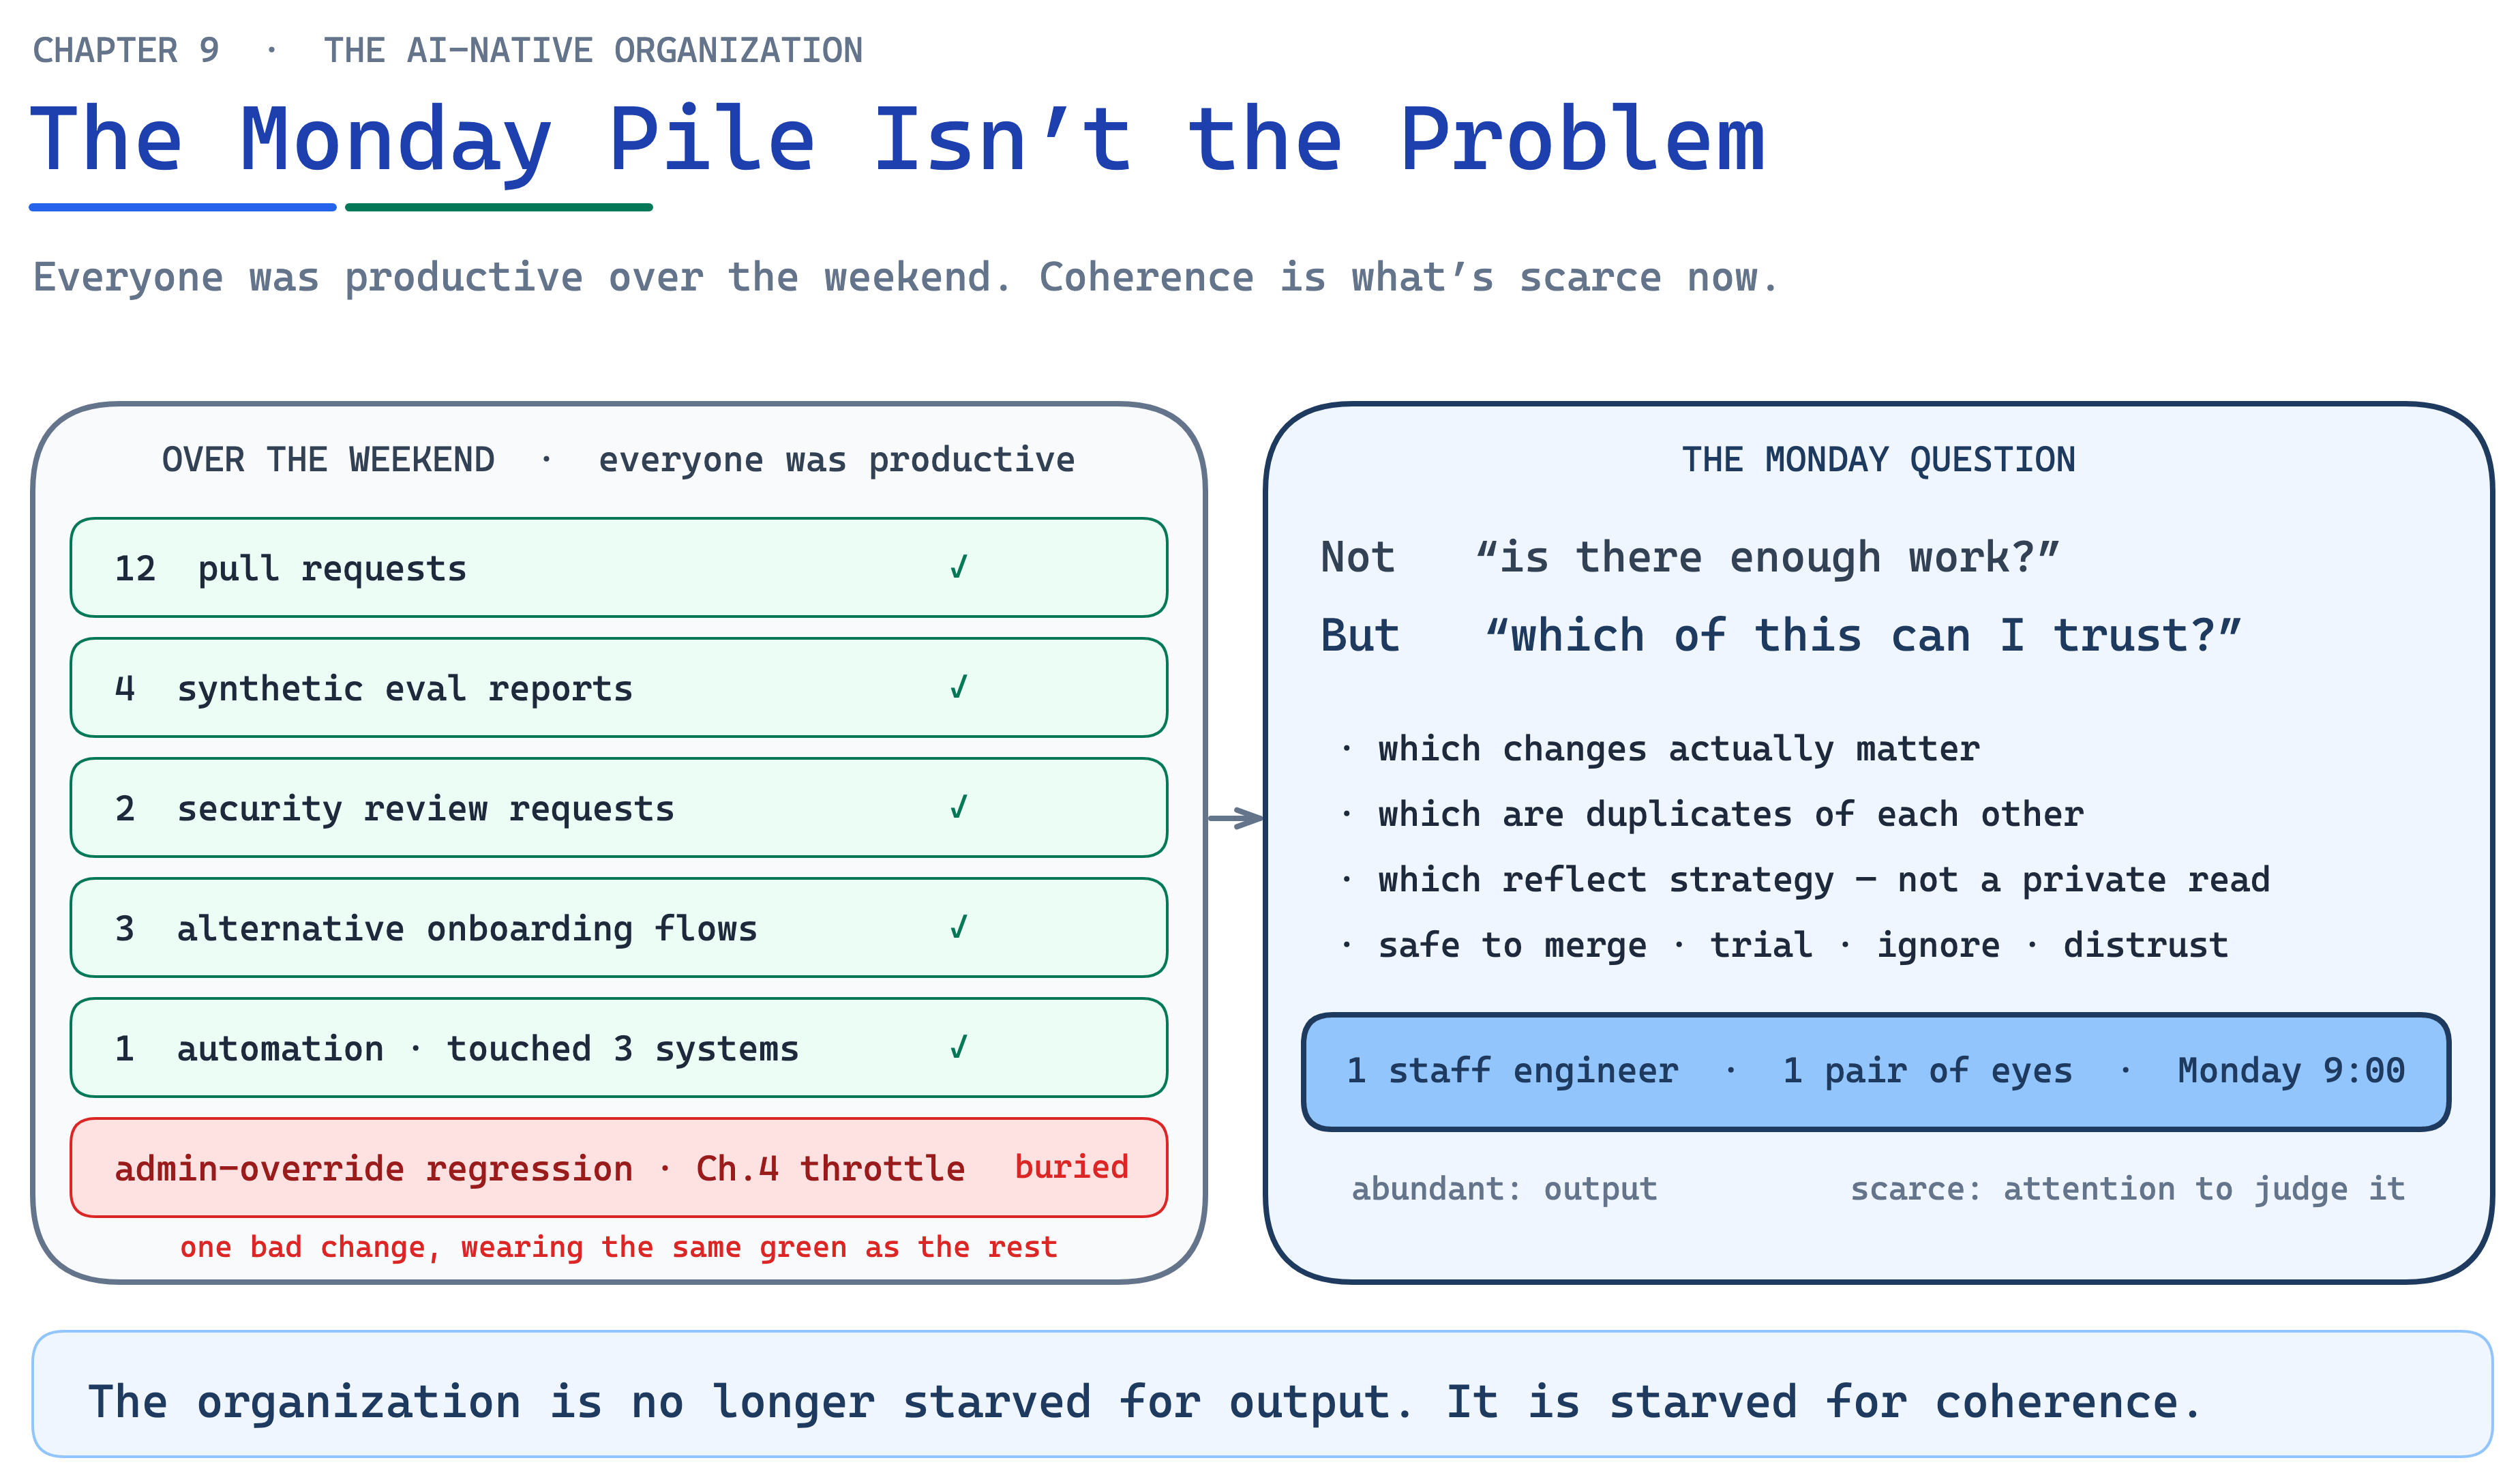 CHAPTER 9 · THE AI–NATIVE ORGANIZATION
The Monday Pile Isn’t the Problem
Everyone was productive over the weekend. Coherence is what’s scarce now.
OVER THE WEEKEND · everyone was productive
12 pull requests ✓
4 synthetic eval reports ✓
2 security review requests ✓
3 alternative onboarding flows ✓
1 automation · touched 3 systems ✓
admin–override regression · Ch.4 throttle buried
one bad change, wearing the same green as the rest
THE MONDAY QUESTION
Not “is there enough work?”
But “which of this can I trust?”
· which changes actually matter
· which are duplicates of each other
· which reflect strategy — not a private read
· safe to merge · trial · ignore · distrust
1 staff engineer · 1 pair of eyes · Monday 9:00
abundant: output scarce: attention to judge it
The organization is no longer starved for output. It is starved for coherence.